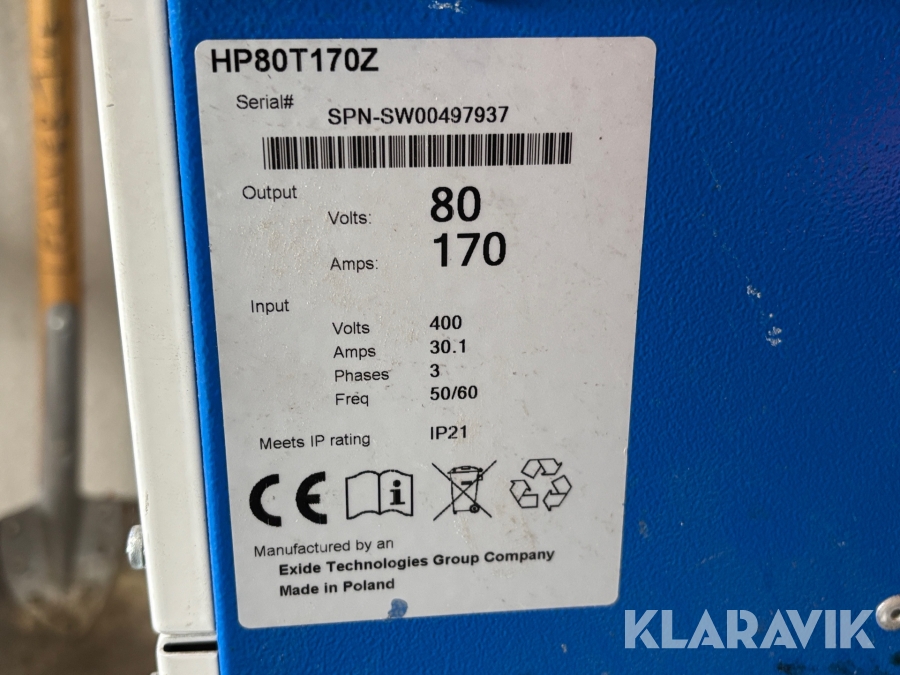 HP80T170Z
Serial#
SPN-SW00497937
Output
Volts: 80
Amps: 170
Input
Volts 400
Amps 30.1
Phases 3
Freq 50/60
Meets IP rating IP21
CE
Manufactured by an
Exide Technologies Group Company
Made in Poland
KLARAVIK